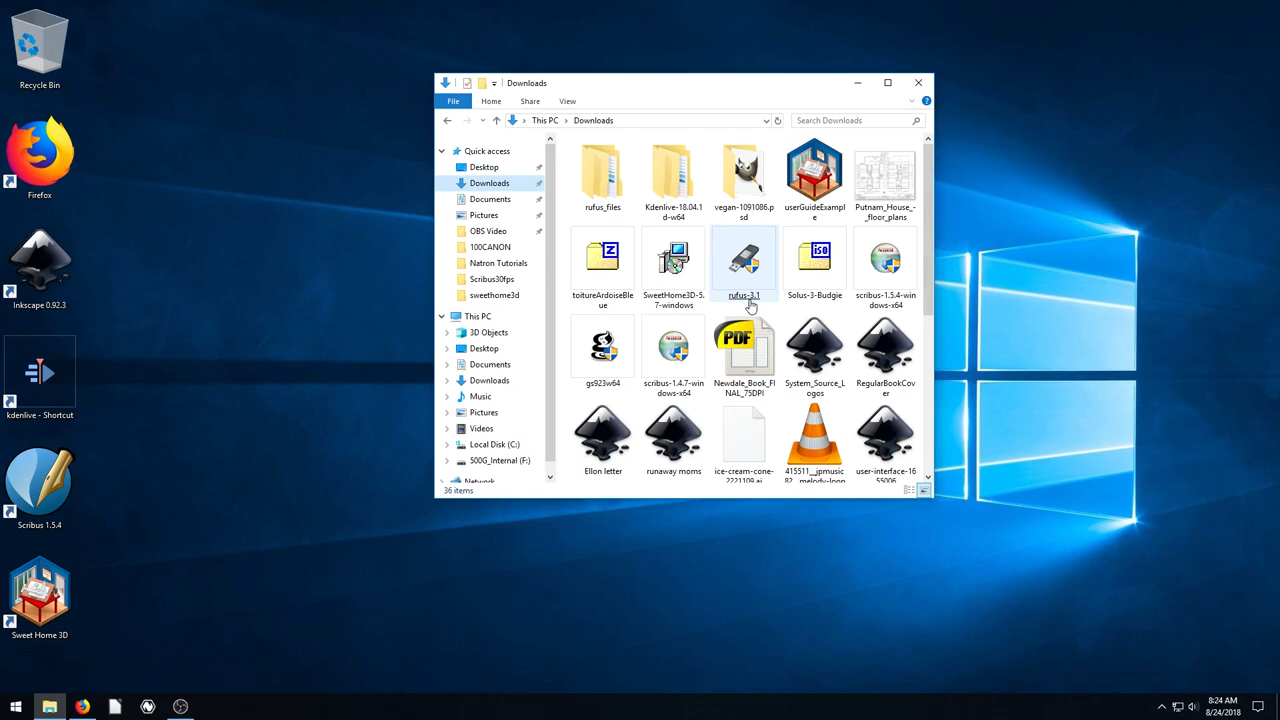 Recycle Bin
Firefox
Inkscape 0.92.3
kdenlive - Shortcut
Scribus 1.5.4
Sweet Home 3D
Downloads
File
Home
Share
View
This PC
Downloads
Search Downloads
Quick access
Desktop
Downloads
Documents
Pictures
OBS Video
100CANON
Natron Tutorials
Scribus30fps
sweethome3d
This PC
3D Objects
Desktop
Documents
Downloads
Music
Pictures
Videos
Local Disk (C:)
500G_Internal (F:)
Network
rufus_files
Kdenlive-18.04.1
d-w64
vegan-1091086.p
sd
userGuideExampl
e
Putnam_House_-
_floor_plans
Z
toitureArdoiseBle
ue
SweetHome3D-5.
7-windows
rufus-3.1
ISO
Solus-3-Budgie
scribus-1.5.4-win
dows-x64
gs923w64
scribus-1.4.7-win
dows-x64
PDF
Newdale_Book_FI
NAL_75DPI
System_Source_L
ogos
RegularBookCov
er
Ellon letter
runaway moms
ice-cream-cone-
2221109.ai
415511__jpmusic
82__melody-loop
user-interface-16
55006
36 items
8:24 AM
8/24/2018